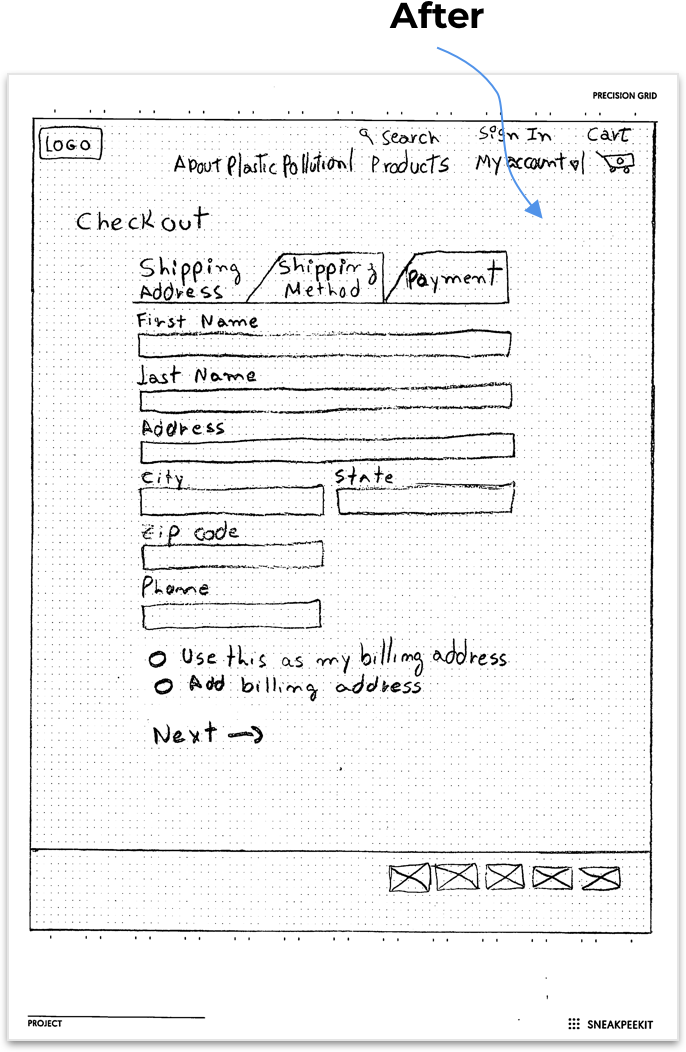 After
PRECISION GRID
LOGO
Search Sign In Cart
About Plastic Pollution Products My account
Checkout
Shipping Address
Shipping Method
Payment
First Name
Last Name
Address
City State
Zip code
Phone
Use this as my billing address
Add billing address
Next →
PROJECT
SNEAKPEEKIT